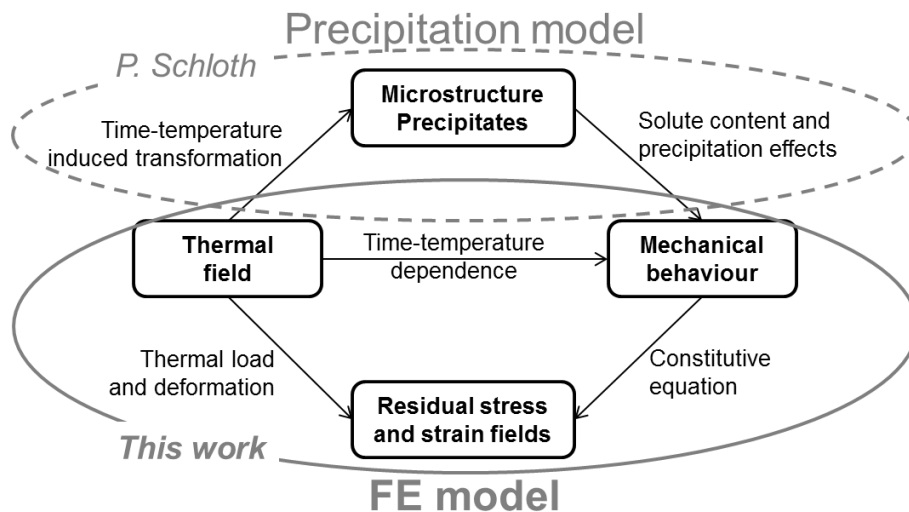 Precipitation model
P. Schloth
Microstructure
Precipitates
Time-temperature
induced transformation
Solute content and
precipitation effects
Thermal
field
Time-temperature
dependence
Mechanical
behaviour
Thermal load
and deformation
Constitutive
equation
Residual stress
and strain fields
This work
FE model